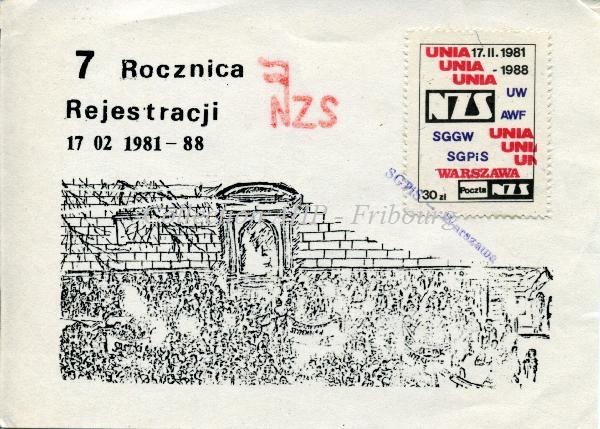 7 Rocznica
Rejestracji
17 02 1981-88
NZS
UNIA 17. II. 1981
UNIA - 1988
UNIA
NZS
UW
AWF
SGGW
UNIA
SGPiS
UNI
UN
WARSZAWA
30 zł
Poczta NZS
SGPiS - Warszawa
- Fribourg